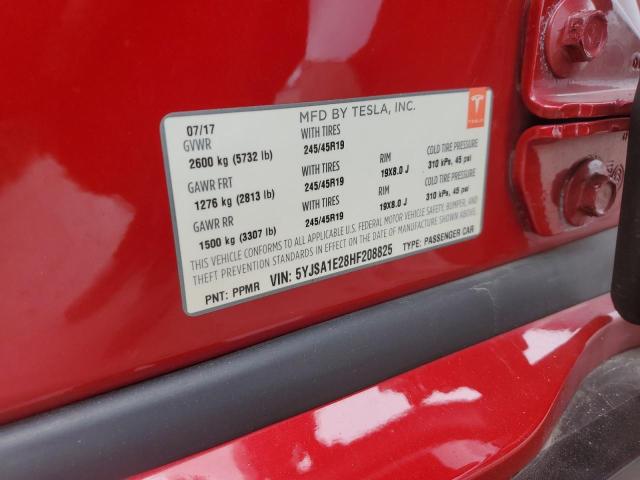 MFD BY TESLA, INC.
TESLA
07/17
GVWR WITH TIRES COLD TIRE PRESSURE
2600 kg (5732 lb) 245/45R19 RIM 310 kPa, 45 psi
GAWR FRT WITH TIRES 19X8.0 J COLD TIRE PRESSURE
1276 kg (2813 lb) 245/45R19 RIM 310 kPa, 45 psi
GAWR RR WITH TIRES 19X8.0 J
1500 kg (3307 lb) 245/45R19
THIS VEHICLE CONFORMS TO ALL APPLICABLE U.S. FEDERAL MOTOR VEHICLE SAFETY, BUMPER, AND
THEFT PREVENTION STANDARDS IN EFFECT ON THE DATE OF MANUFACTURE SHOWN ABOVE.
VIN: 5YJSA1E28HF208825 TYPE: PASSENGER CAR
PNT: PPMR